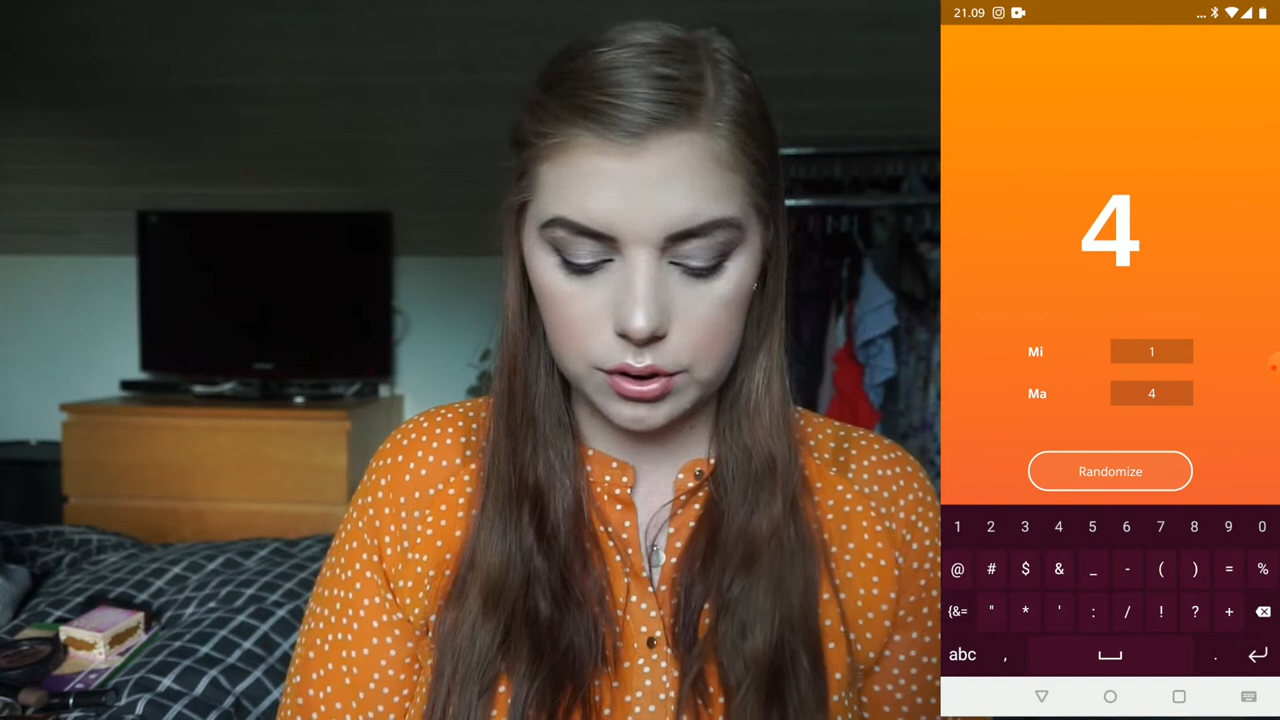 21.09
...
4
Mi 1
Ma 4
Randomize
1 2 3 4 5 6 7 8 9 0
@ # $ & _ - ( ) = %
{&= " * ' : / ! ? +
abc , .